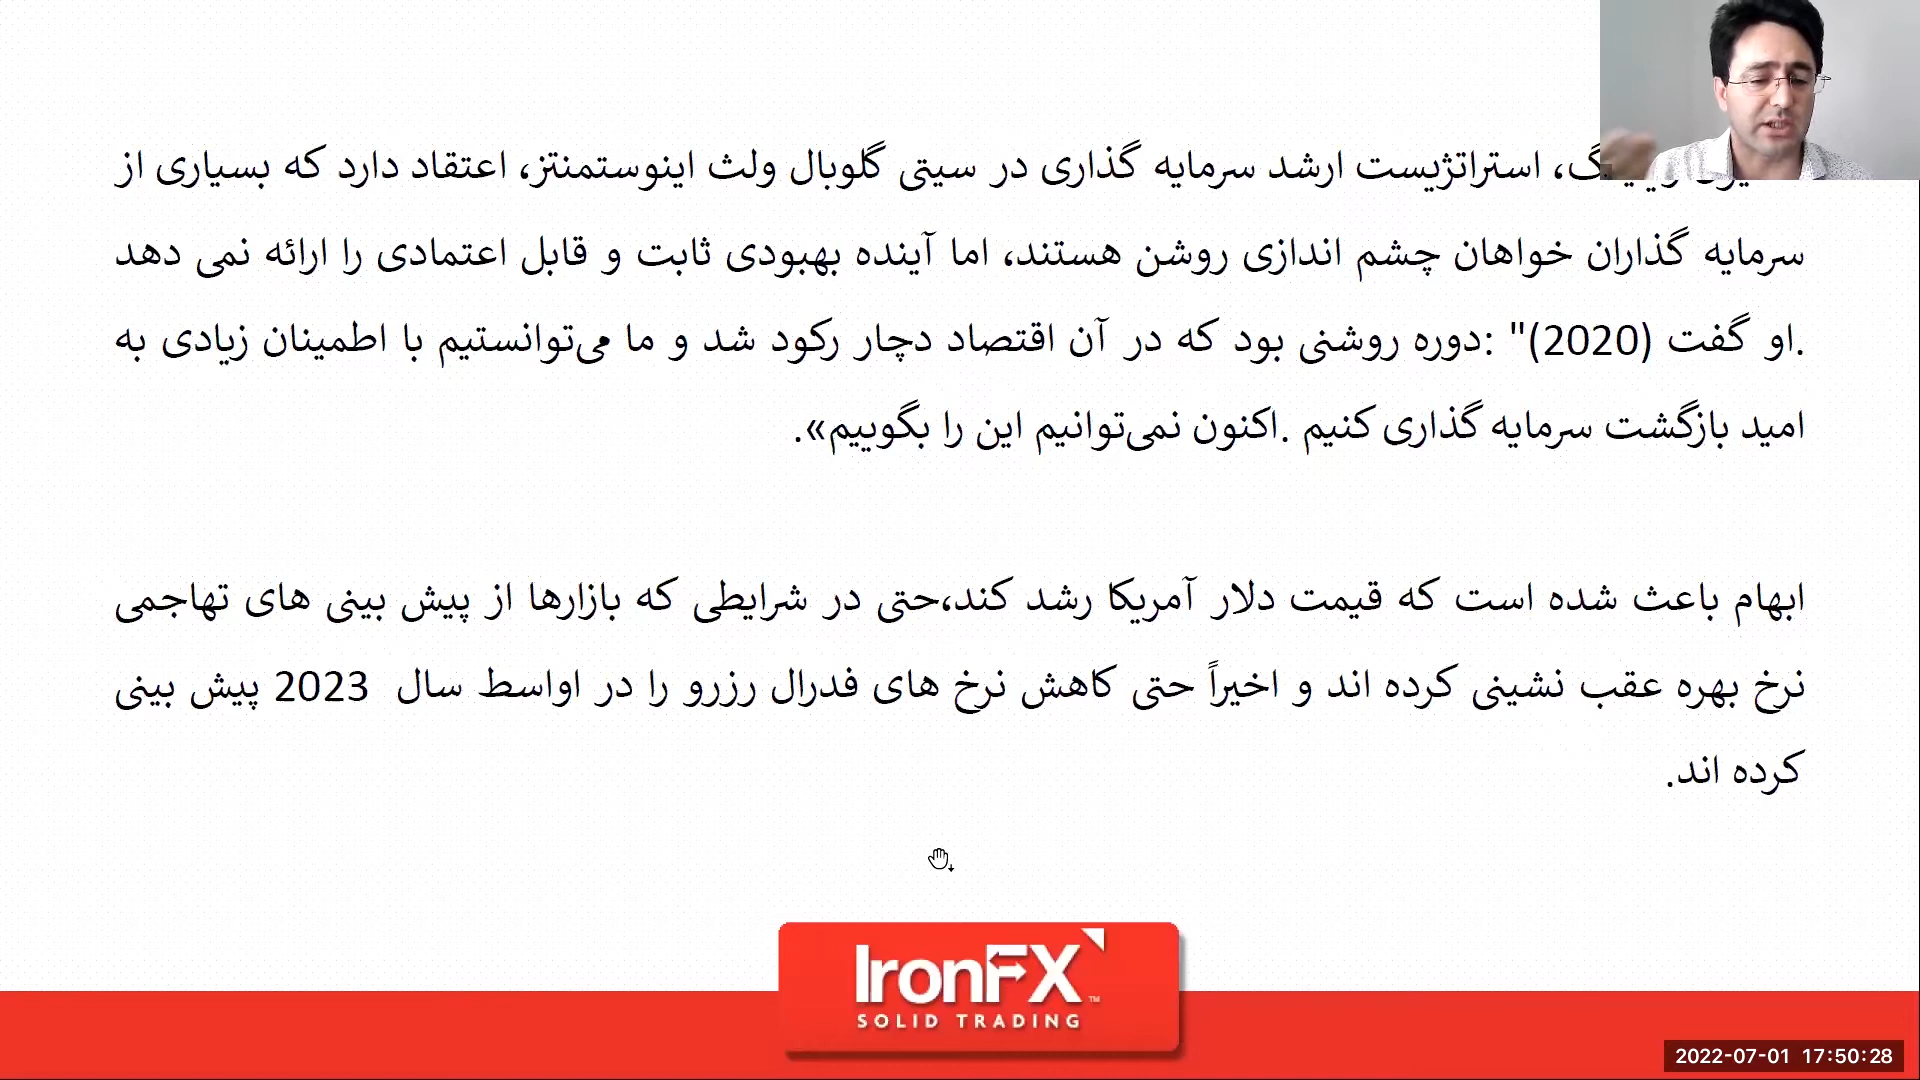 استراتژیست ارشد سرمایه گذاری در سیتی گلوبال ولث اینوستمنتز، اعتقاد دارد که بسیاری از
سرمایه گذاران خواهان چشم اندازی روشن هستند، اما آینده بهبودی ثابت و قابل اعتمادی را ارائه نمی دهد
.او گفت (2020)" :دوره روشنی بود که در آن اقتصاد دچار رکود شد و ما می‌توانستیم با اطمینان زیادی به
امید بازگشت سرمایه گذاری کنیم .اکنون نمی‌توانیم این را بگوییم».
ابهام باعث شده است که قیمت دلار آمریکا رشد کند،حتی در شرایطی که بازارها از پیش بینی های تهاجمی
نرخ بهره عقب نشینی کرده اند و اخیراً حتی کاهش نرخ های فدرال رزرو را در اواسط سال 2023 پیش بینی
کرده اند.
IronFX™
SOLID TRADING
2022-07-01 17:50:28